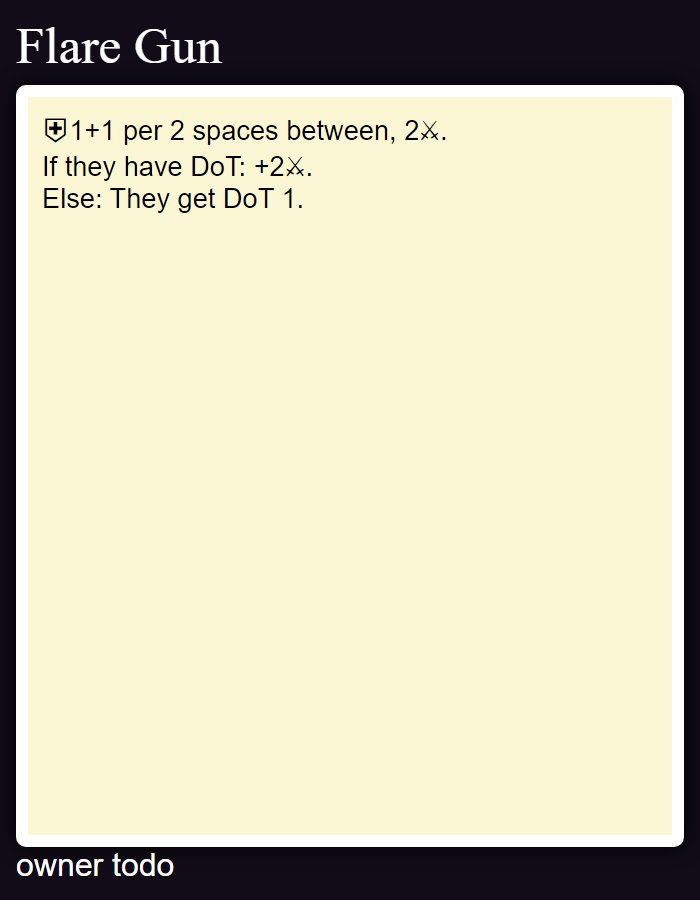 Flare Gun
⛨1+1 per 2 spaces between, 2⚔.
If they have DoT: +2⚔.
Else: They get DoT 1.
owner todo